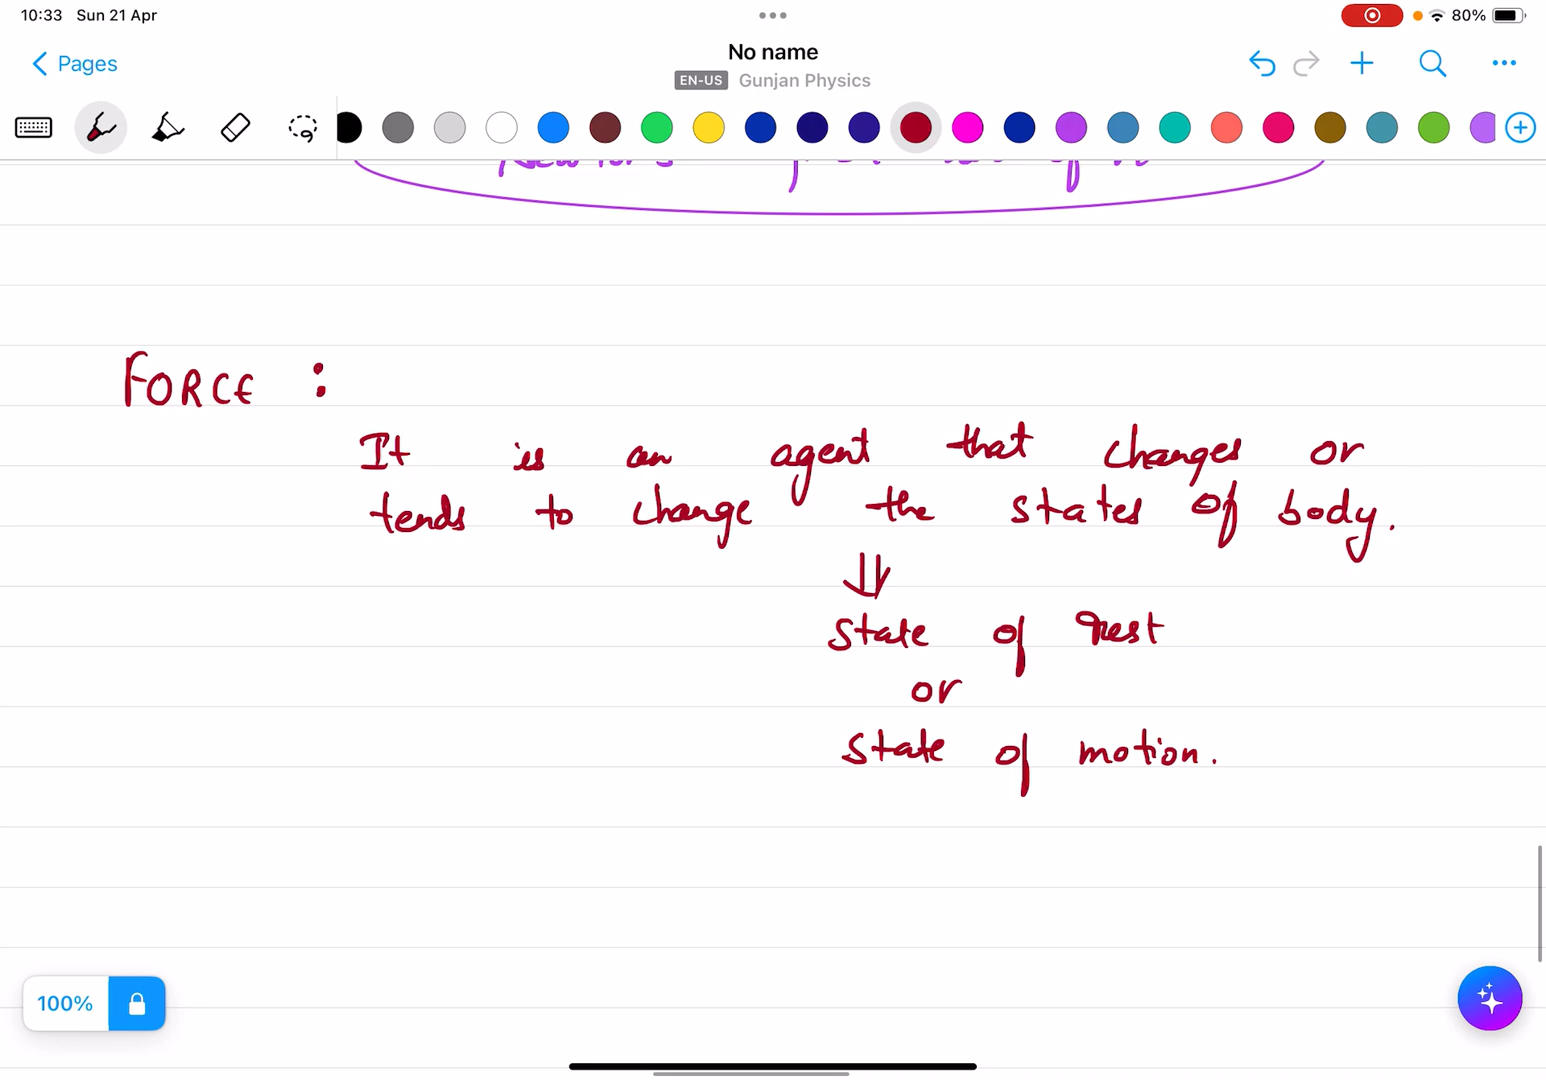 10:33 Sun 21 Apr
80%
Pages
No name
EN-US Gunjan Physics
Newton's
FORCE :
It is an agent that changes or
tends to change the states of body.
⇓
State of rest
or
State of motion.
100%